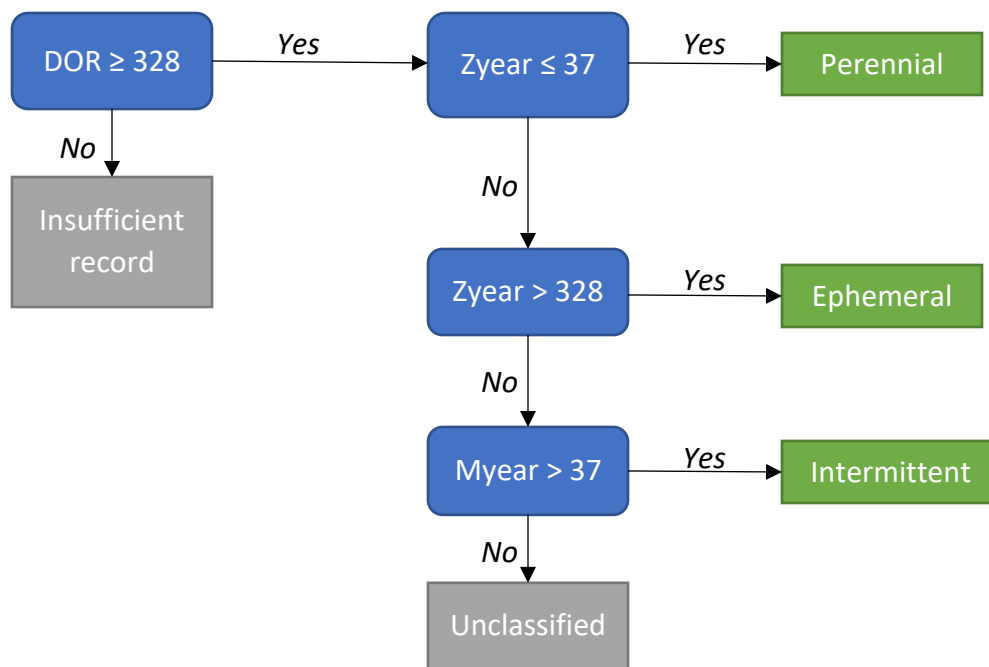 DOR ≥ 328
Yes
Zyear ≤ 37
Yes
Perennial
No
Insufficient
record
No
Zyear > 328
Yes
Ephemeral
No
Myear > 37
Yes
Intermittent
No
Unclassified